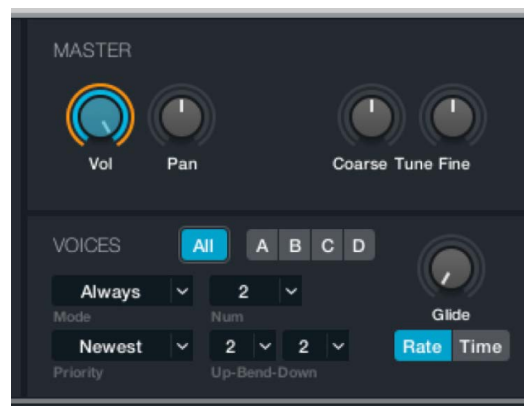 MASTER
Vol Pan Coarse Tune Fine
VOICES All A B C D
Always 2
Mode Num Glide
Newest 2 2 Rate Time
Priority Up-Bend-Down